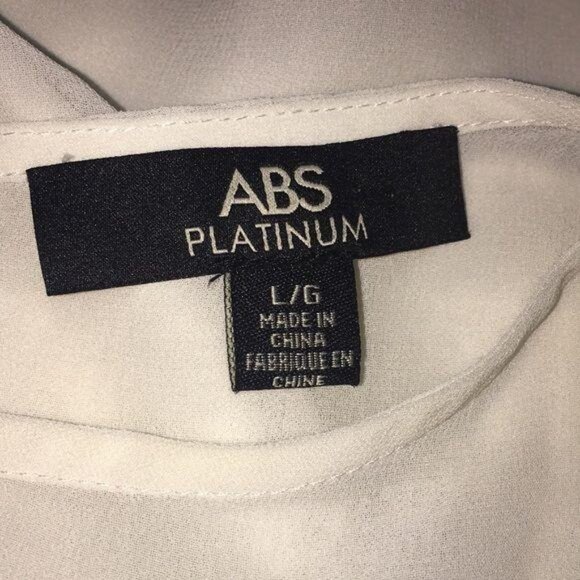 ABS
PLATINUM
L/G
MADE IN
CHINA
FABRIQUE EN
CHINE